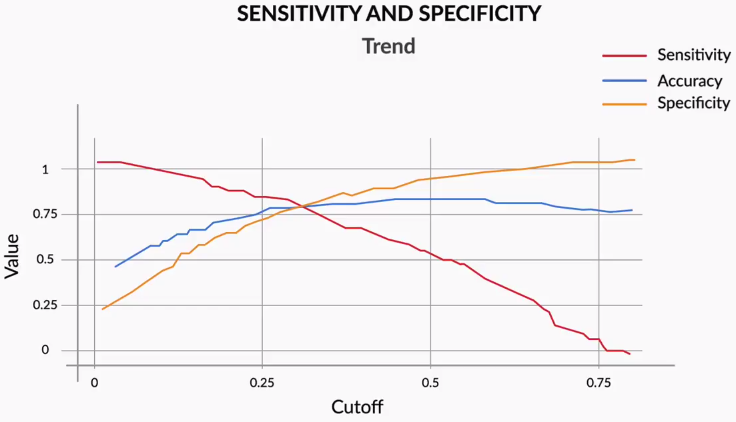 SENSITIVITY AND SPECIFICITY
Trend
Sensitivity
Accuracy
Specificity
1
0.75
0.5
0.25
0
Value
0
0.25
0.5
0.75
Cutoff